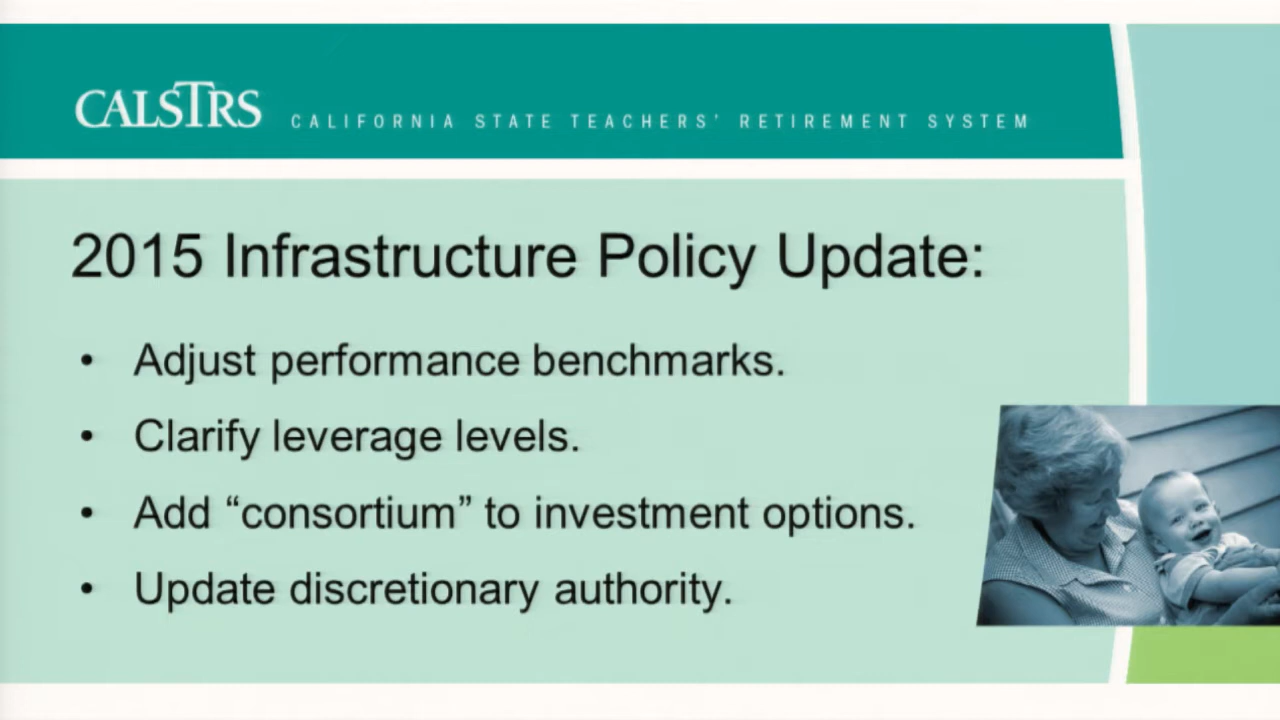 CALSTRS CALIFORNIA STATE TEACHERS' RETIREMENT SYSTEM
2015 Infrastructure Policy Update:
• Adjust performance benchmarks.
• Clarify leverage levels.
• Add “consortium” to investment options.
• Update discretionary authority.